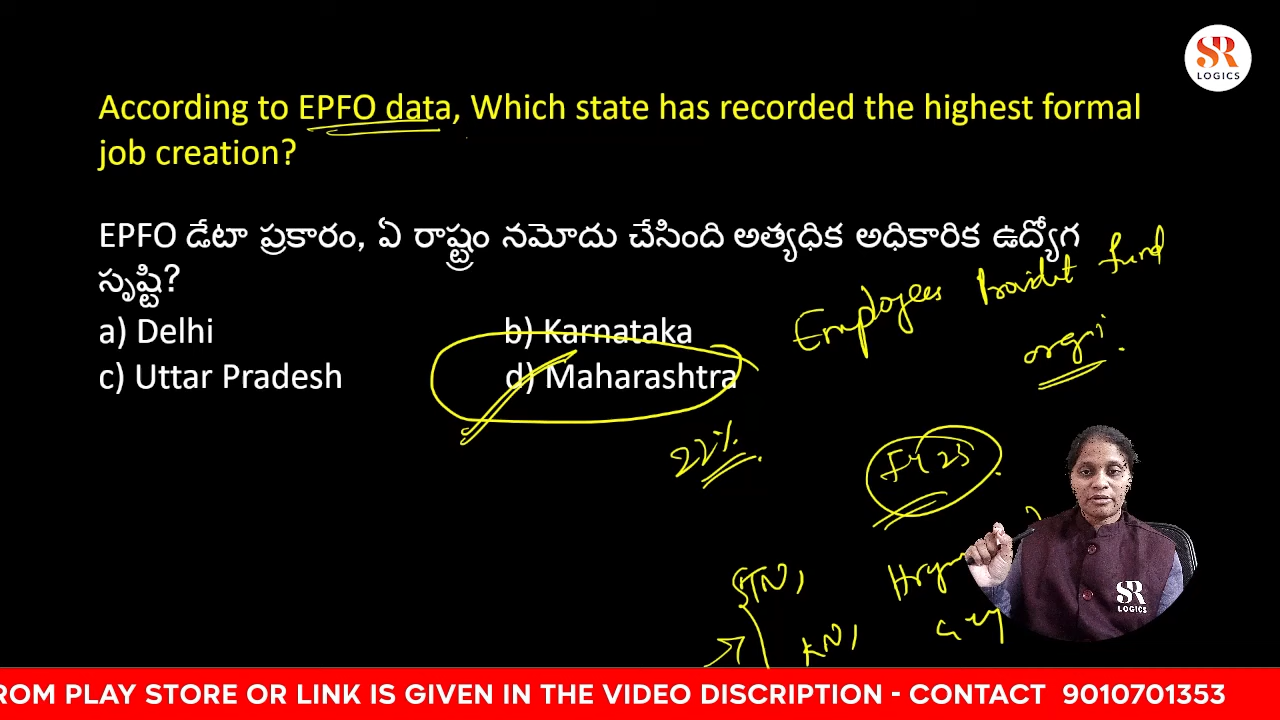 SR
LOGICS
According to EPFO data, Which state has recorded the highest formal
job creation?
EPFO డేటా ప్రకారం, ఏ రాష్ట్రం నమోదు చేసింది అత్యధిక అధికారిక ఉద్యోగ
సృష్టి?
a) Delhi b) Karnataka
c) Uttar Pradesh d) Maharashtra
Employees Provident fund
orgni
22%
FY 25
TN,
KN,
SR
LOGICS
ROM PLAY STORE OR LINK IS GIVEN IN THE VIDEO DISCRIPTION - CONTACT 9010701353